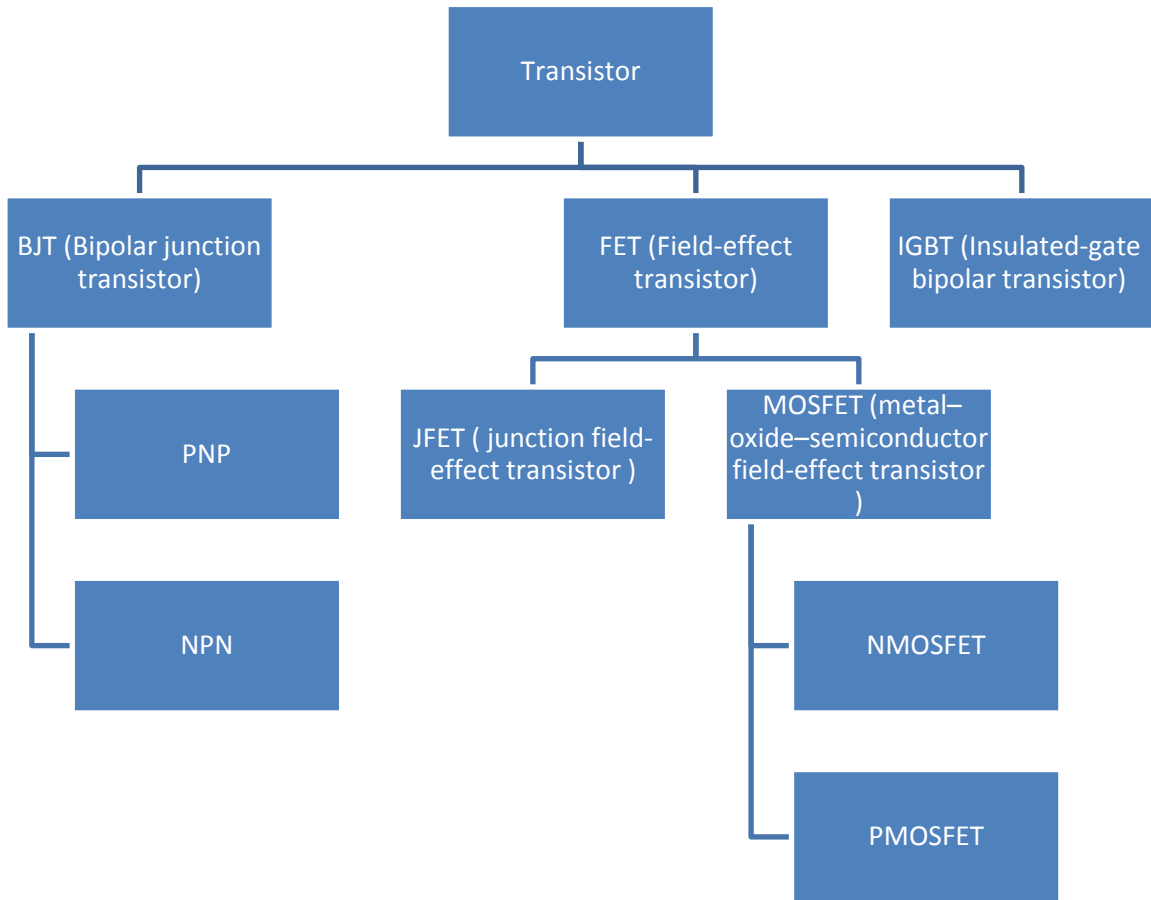 Transistor
BJT (Bipolar junction
transistor)
FET (Field-effect
transistor)
IGBT (Insulated-gate
bipolar transistor)
PNP
JFET ( junction field-
effect transistor )
MOSFET (metal–
oxide–semiconductor
field-effect transistor
)
NPN
NMOSFET
PMOSFET